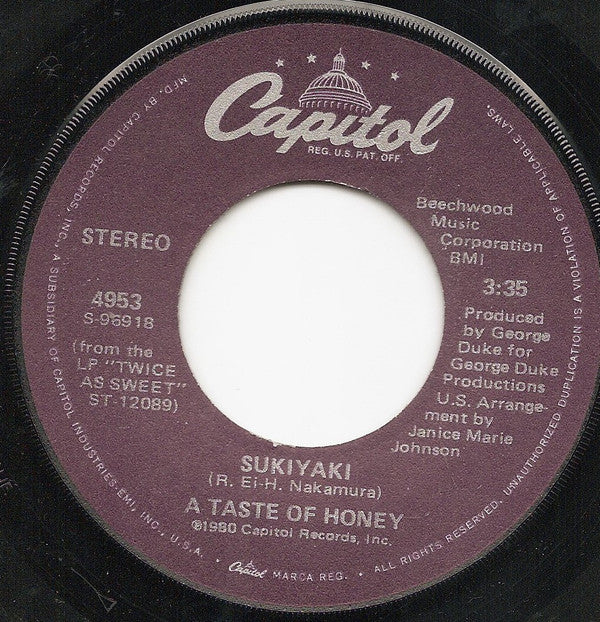 Capitol
REG. U.S. PAT. OFF.
STEREO
4953
S-96918
(from the
LP "TWICE
AS SWEET"
ST-12089)
Beechwood
Music
Corporation
BMI
3:35
Produced
by George
Duke for
George Duke
Productions
U.S. Arrange-
ment by
Janice Marie
Johnson
SUKIYAKI
(R. Ei-H. Nakamura)
A TASTE OF HONEY
℗1980 Capitol Records, Inc.
MFD. BY CAPITOL RECORDS, INC., A SUBSIDIARY OF CAPITOL INDUSTRIES-EMI, INC., U.S.A. • Capitol MARCA REG. • ALL RIGHTS RESERVED. UNAUTHORIZED DUPLICATION IS A VIOLATION OF APPLICABLE LAWS.